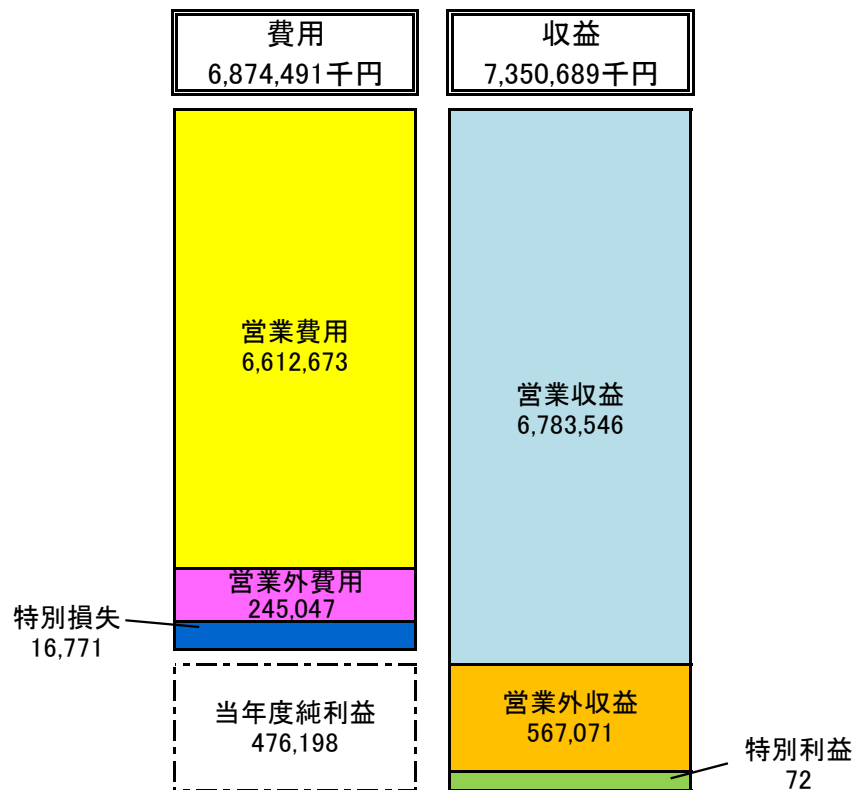 費用
6,874,491千円
収益
7,350,689千円
営業費用
6,612,673
営業外費用
245,047
特別損失
16,771
当年度純利益
476,198
営業収益
6,783,546
営業外収益
567,071
特別利益
72